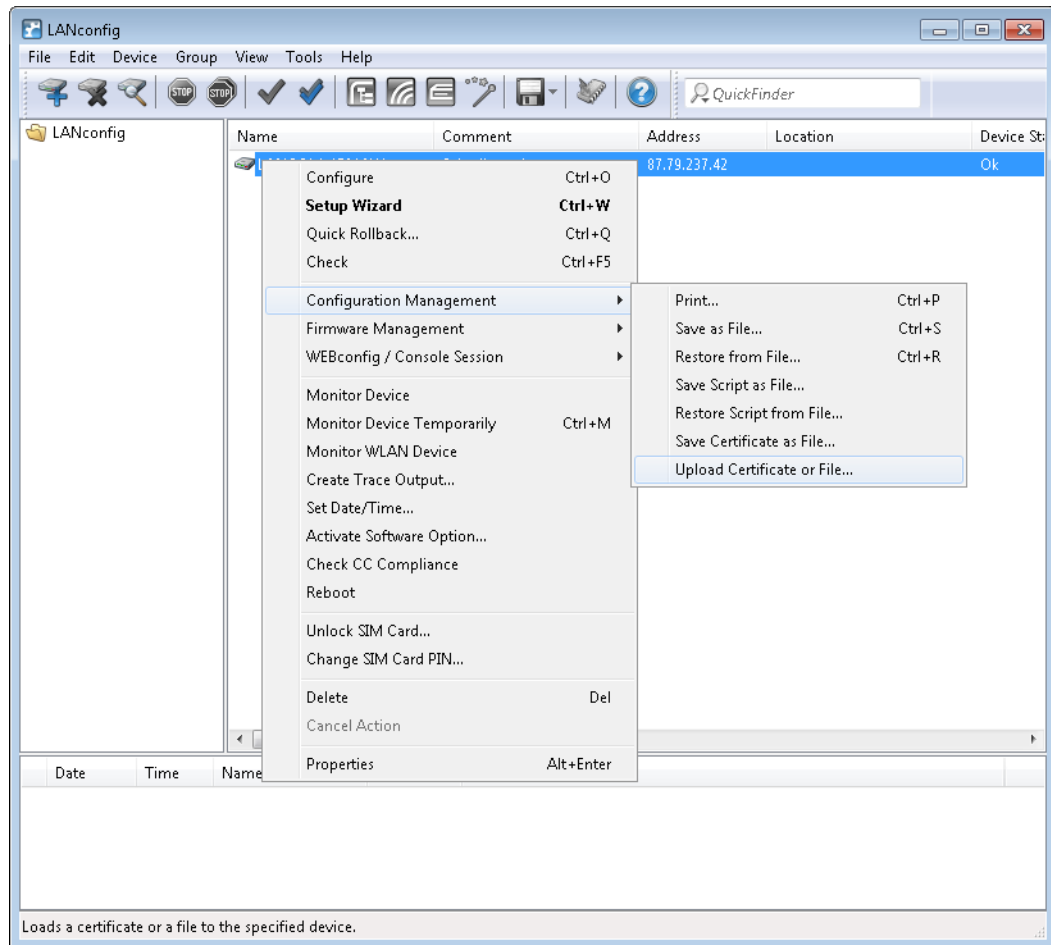 LANconfig
File Edit Device Group View Tools Help
STOP STOP QuickFinder
LANconfig
Name Comment Address Location Device
87.79.237.42 Ok
Configure Ctrl+O
Setup Wizard Ctrl+W
Quick Rollback... Ctrl+Q
Check Ctrl+F5
Configuration Management
Firmware Management
WEBconfig / Console Session
Monitor Device
Monitor Device Temporarily Ctrl+M
Monitor WLAN Device
Create Trace Output...
Set Date/Time...
Activate Software Option...
Check CC Compliance
Reboot
Unlock SIM Card...
Change SIM Card PIN...
Delete Del
Cancel Action
Properties Alt+Enter
Print... Ctrl+P
Save as File... Ctrl+S
Restore from File... Ctrl+R
Save Script as File...
Restore Script from File...
Save Certificate as File...
Upload Certificate or File...
Date Time Name
Loads a certificate or a file to the specified device.